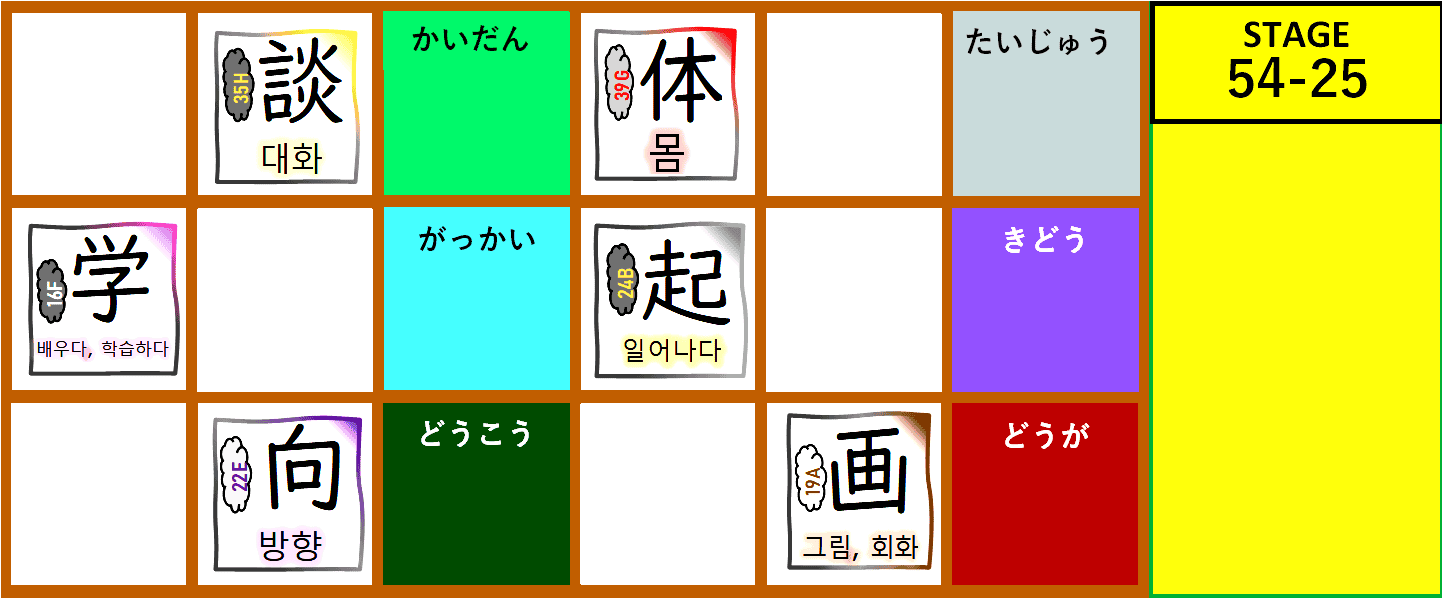 35H
談
대화
かいだん
39G
体
몸
たいじゅう
STAGE
54-25
16F
学
배우다, 학습하다
がっかい
24B
起
일어나다
きどう
22E
向
방향
どうこう
19A
画
그림, 회화
どうが